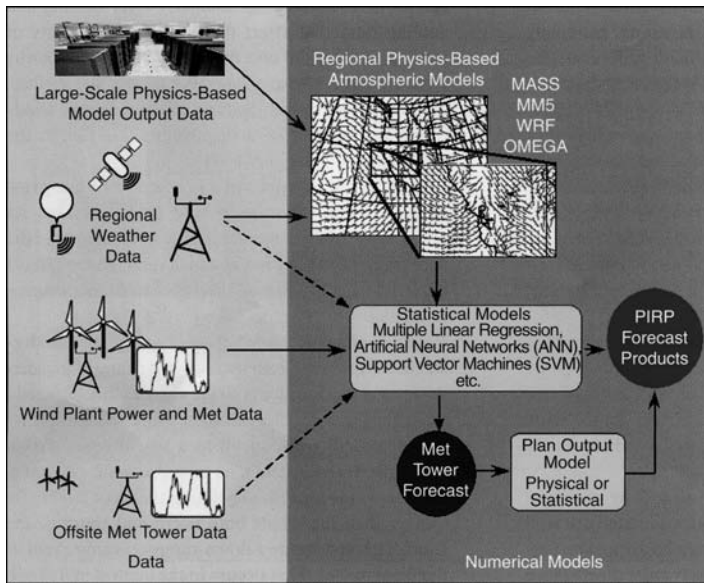 Large-Scale Physics-Based
Model Output Data
Regional
Weather
Data
Wind Plant Power and Met Data
Offsite Met Tower Data
Data
Regional Physics-Based
Atmospheric Models
MASS
MM5
WRF
OMEGA
Statistical Models
Multiple Linear Regression,
Artificial Neural Networks (ANN),
Support Vector Machines (SVM)
etc.
PIRP
Forecast
Products
Met
Tower
Forecast
Plan Output
Model
Physical or
Statistical
Numerical Models